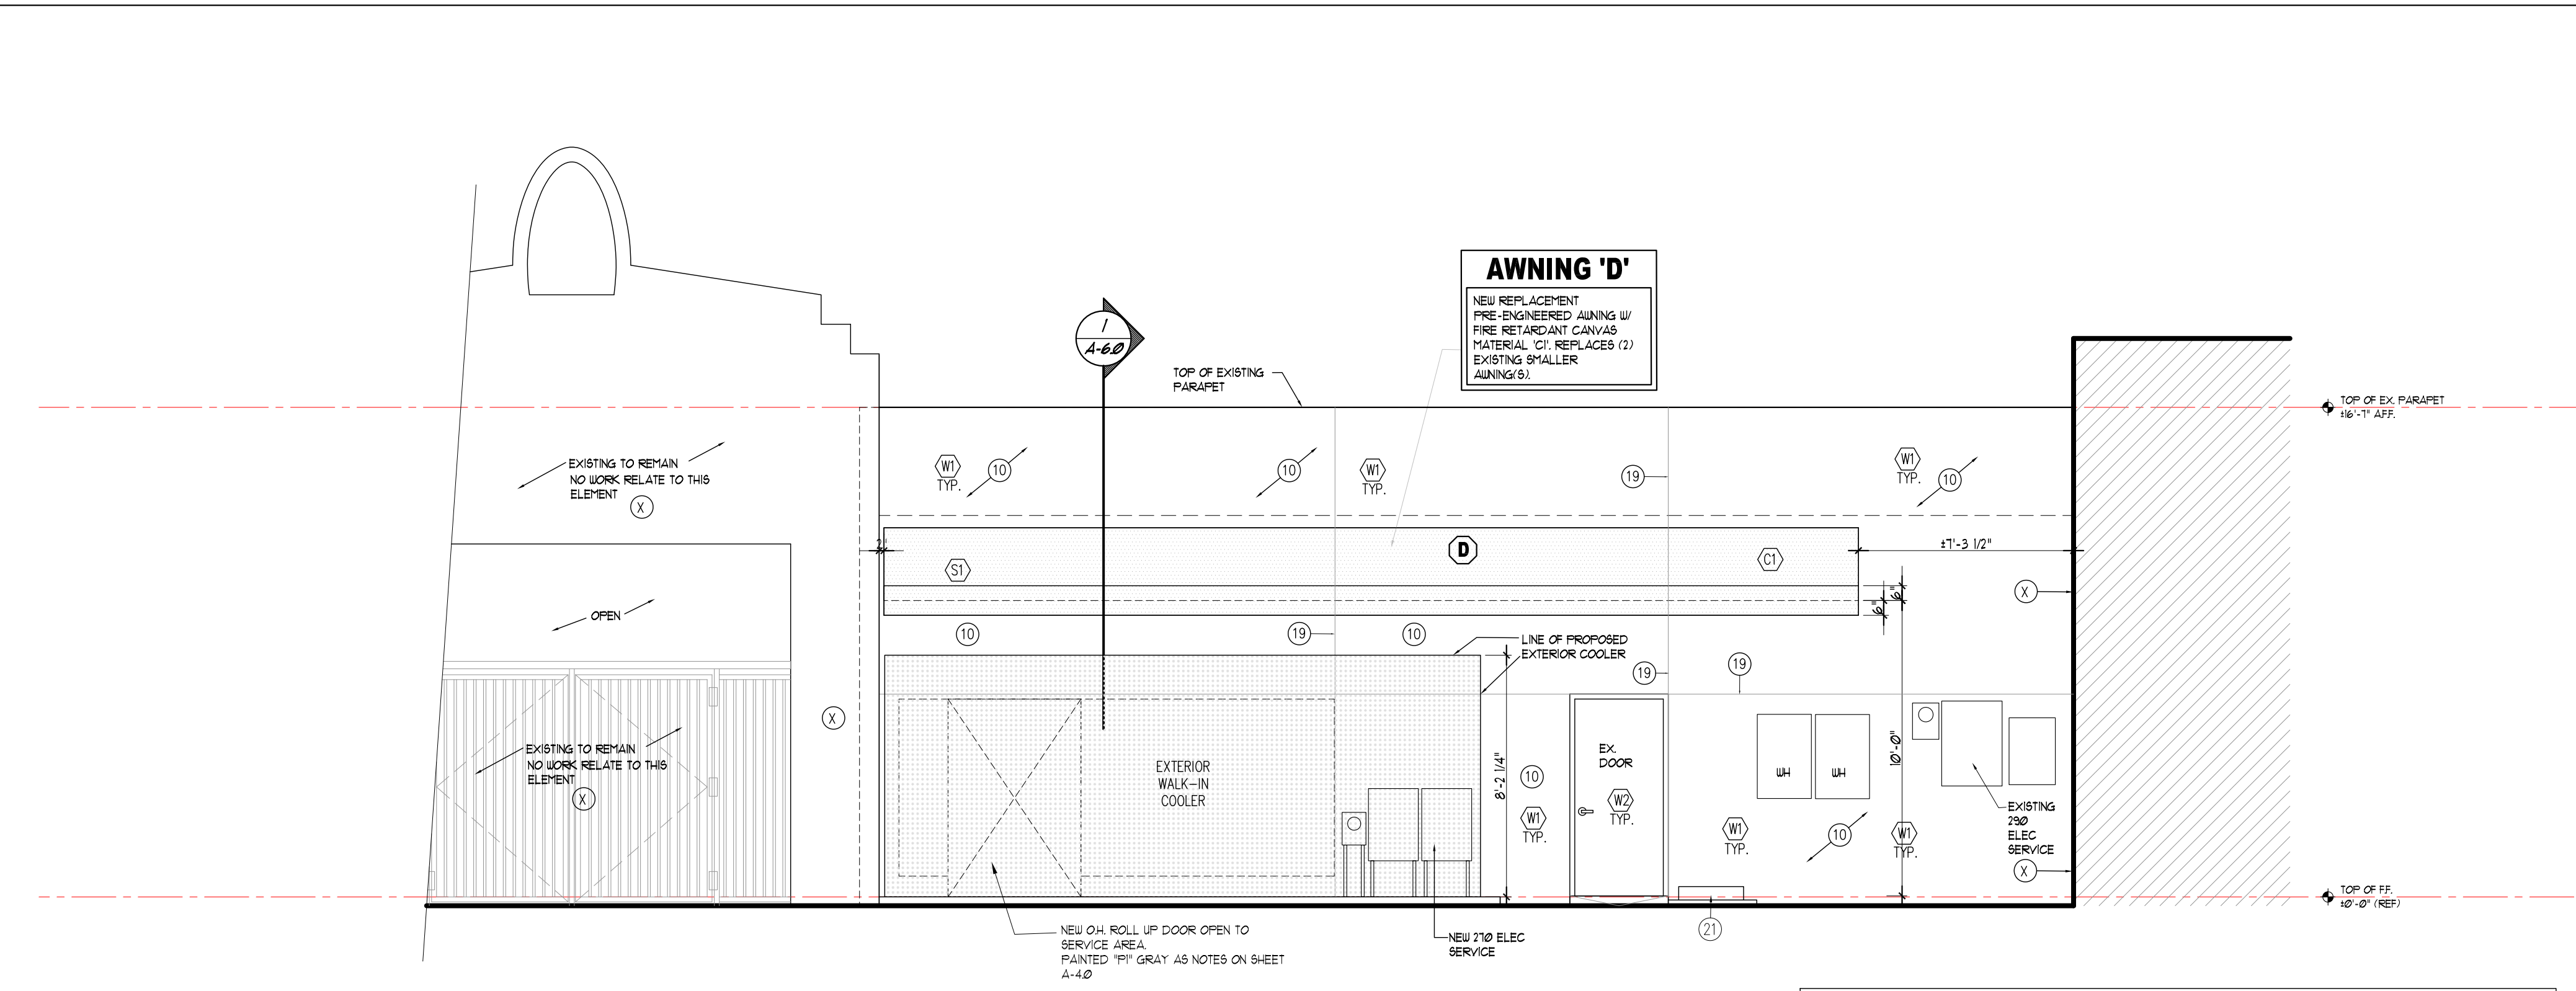 AWNING 'D'
NEW REPLACEMENT
PRE-ENGINEERED AWNING W/
FIRE RETARDANT CANVAS
MATERIAL 'C1'. REPLACES (2)
EXISTING SMALLER
AWNING(S).
1
A-6.0
TOP OF EXISTING
PARAPET
TOP OF EX. PARAPET
±16'-7" A.F.F.
EXISTING TO REMAIN
NO WORK RELATE TO THIS
ELEMENT
X
W1
TYP.
10
10
W1
TYP.
19
W1
TYP.
10
2"
S1
D
C1
±7'-3 1/2"
OPEN
6"
6"
X
10
19
10
LINE OF PROPOSED
EXTERIOR COOLER
19
19
X
EXISTING TO REMAIN
NO WORK RELATE TO THIS
ELEMENT
X
EXTERIOR
WALK-IN
COOLER
8'-2 1/4"
10
W1
TYP.
EX.
DOOR
W2
TYP.
WH
WH
10'-0"
W1
TYP.
10
W1
TYP.
EXISTING
290
ELEC
SERVICE
X
TOP OF F.F.
±0'-0" (REF)
21
NEW O.H. ROLL UP DOOR OPEN TO
SERVICE AREA.
PAINTED "P1" GRAY AS NOTES ON SHEET
A-4.0
NEW 270 ELEC
SERVICE